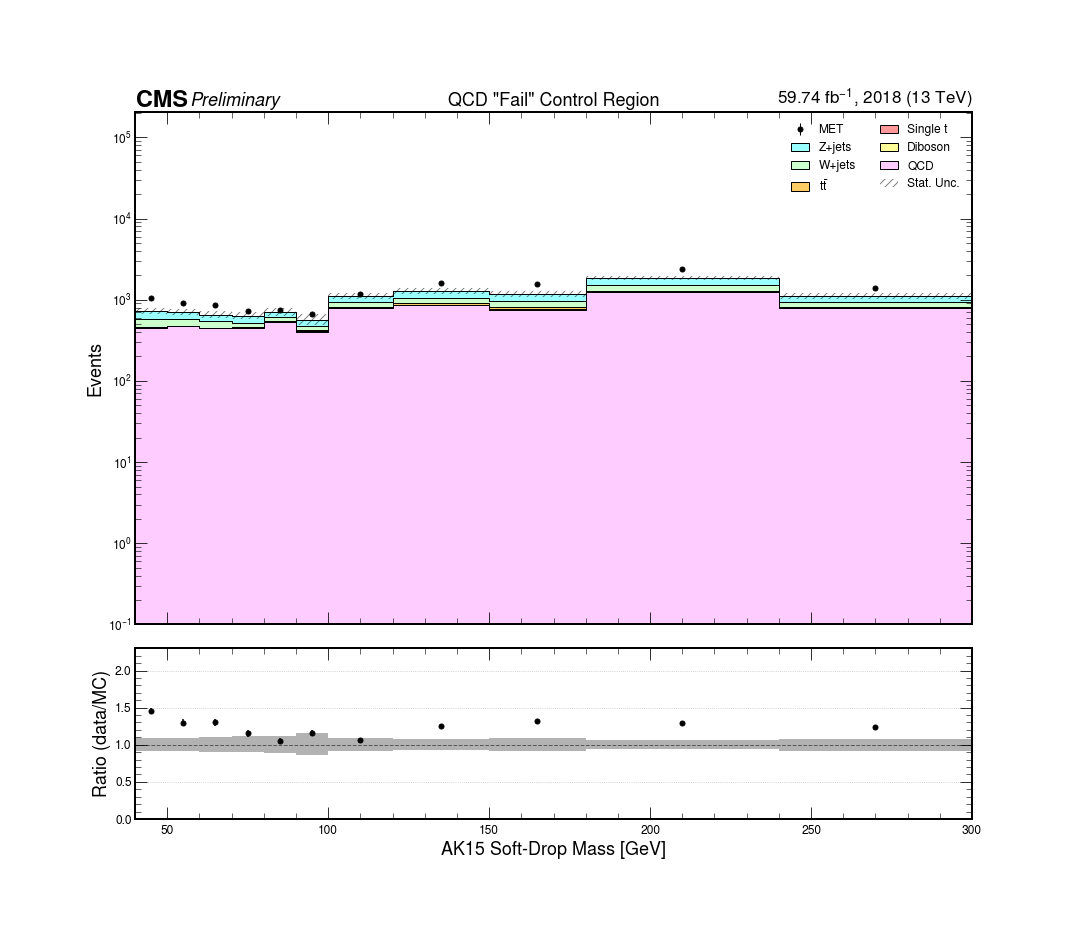 CMS Preliminary QCD "Fail" Control Region 59.74 fb⁻¹, 2018 (13 TeV)
MET
Z+jets
W+jets
tt̄
Single t
Diboson
QCD
Stat. Unc.
Events
10⁵
10⁴
10³
10²
10¹
10⁰
10⁻¹
Ratio (data/MC)
2.0
1.5
1.0
0.5
0.0
50 100 150 200 250 300
AK15 Soft-Drop Mass [GeV]